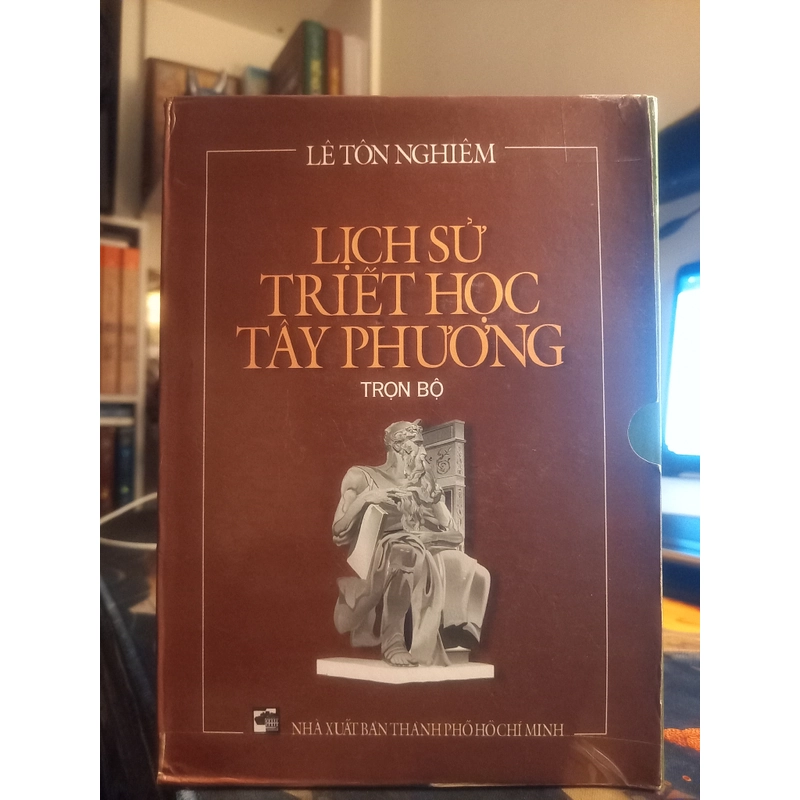 LÊ TÔN NGHIÊM
LỊCH SỬ
TRIẾT HỌC
TÂY PHƯƠNG
TRỌN BỘ
NHÀ XUẤT BẢN THÀNH PHỐ HỒ CHÍ MINH